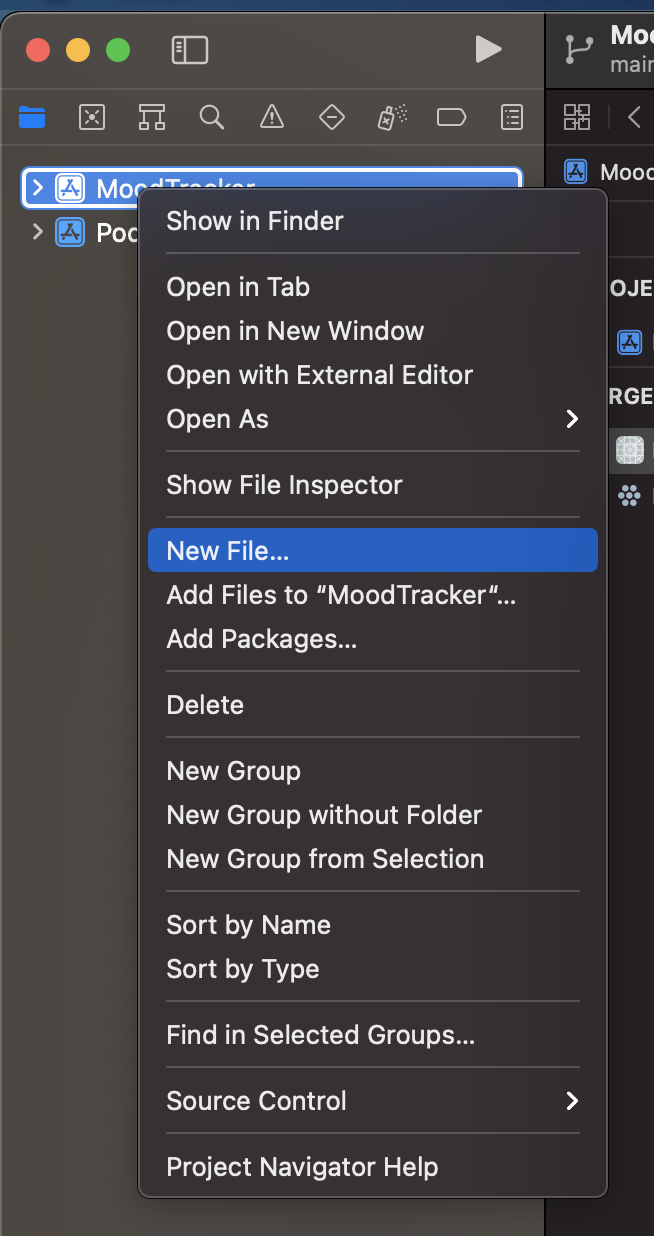 Moo
main
MoodTracker
Mood
Show in Finder
Pod
Open in Tab
OJE
Open in New Window
Open with External Editor
RGE
Open As
Show File Inspector
New File...
Add Files to “MoodTracker“...
Add Packages...
Delete
New Group
New Group without Folder
New Group from Selection
Sort by Name
Sort by Type
Find in Selected Groups...
Source Control
Project Navigator Help